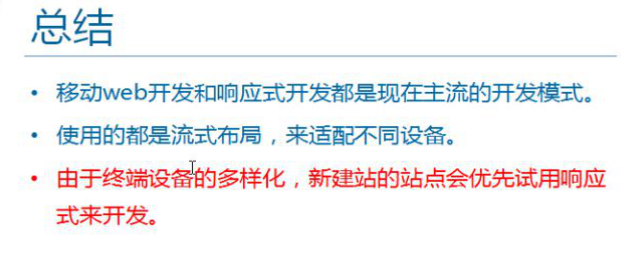 总结
• 移动web开发和响应式开发都是现在主流的开发模式。
• 使用的都是流式布局，来适配不同设备。
• 由于终端设备的多样化，新建站的站点会优先试用响应
式来开发。